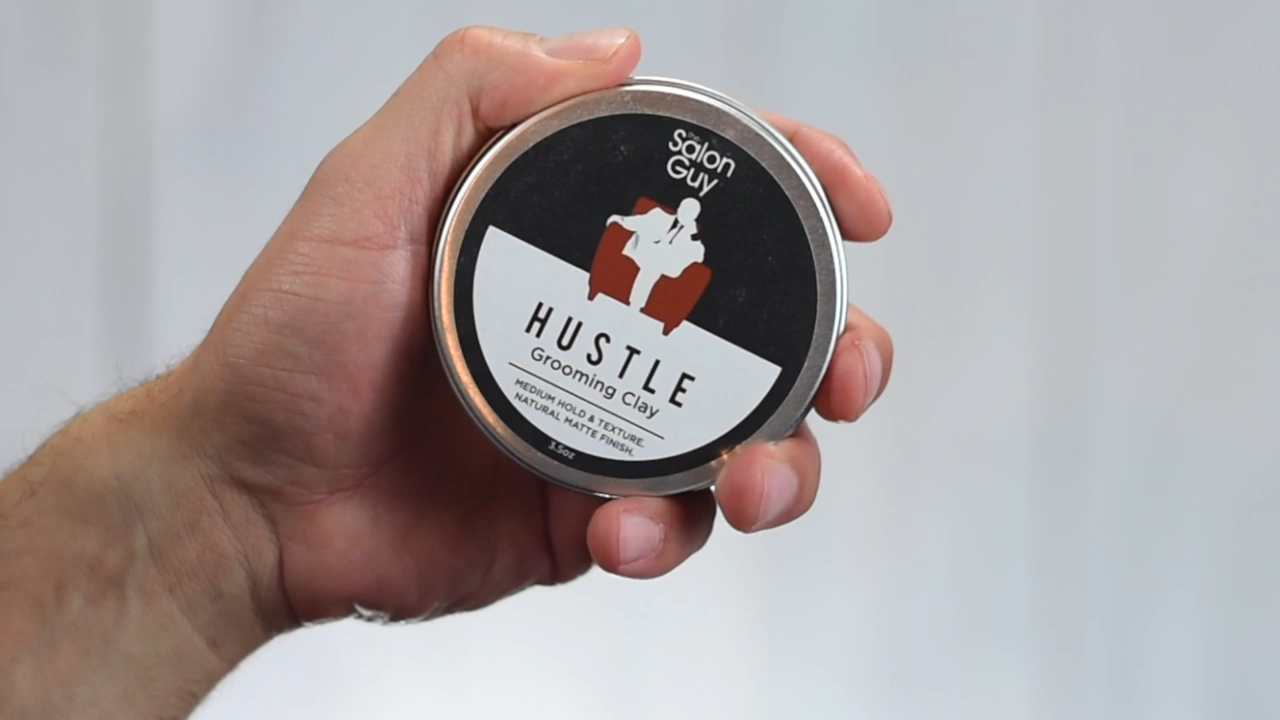 the
Salon
Guy
HUSTLE
Grooming Clay
MEDIUM HOLD & TEXTURE.
NATURAL MATTE FINISH.
3.5oz